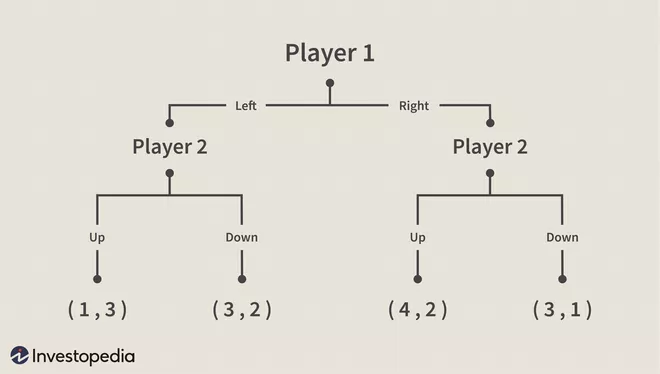 Player 1
Left Right
Player 2 Player 2
Up Down Up Down
(1,3) (3,2) (4,2) (3,1)
Investopedia